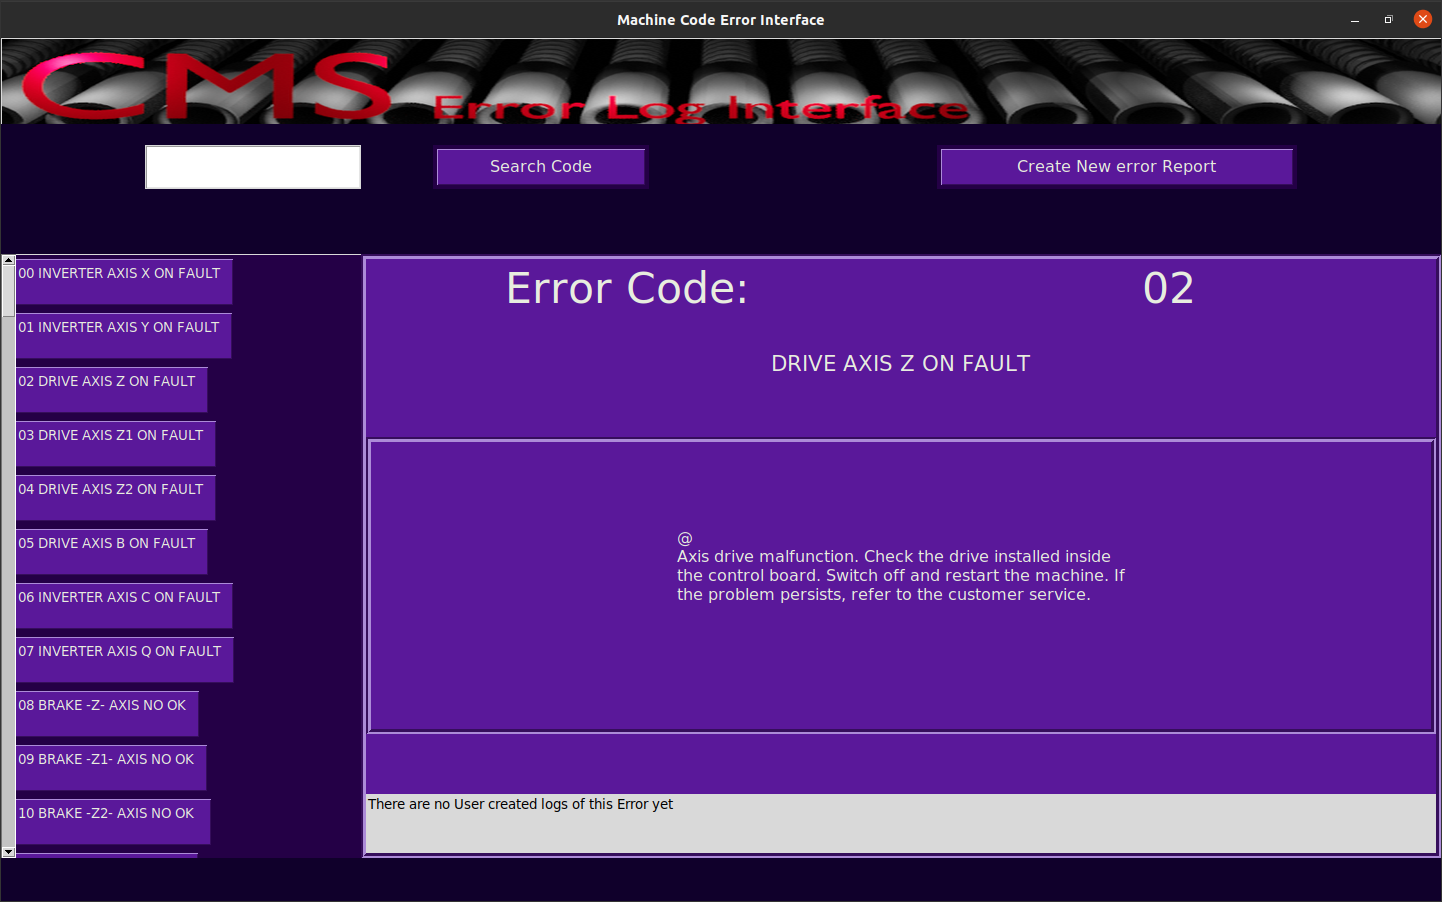 Machine Code Error Interface
CMS Error Log Interface
Search Code
Create New error Report
00 INVERTER AXIS X ON FAULT
01 INVERTER AXIS Y ON FAULT
02 DRIVE AXIS Z ON FAULT
03 DRIVE AXIS Z1 ON FAULT
04 DRIVE AXIS Z2 ON FAULT
05 DRIVE AXIS B ON FAULT
06 INVERTER AXIS C ON FAULT
07 INVERTER AXIS Q ON FAULT
08 BRAKE -Z- AXIS NO OK
09 BRAKE -Z1- AXIS NO OK
10 BRAKE -Z2- AXIS NO OK
Error Code: 02
DRIVE AXIS Z ON FAULT
@
Axis drive malfunction. Check the drive installed inside
the control board. Switch off and restart the machine. If
the problem persists, refer to the customer service.
There are no User created logs of this Error yet